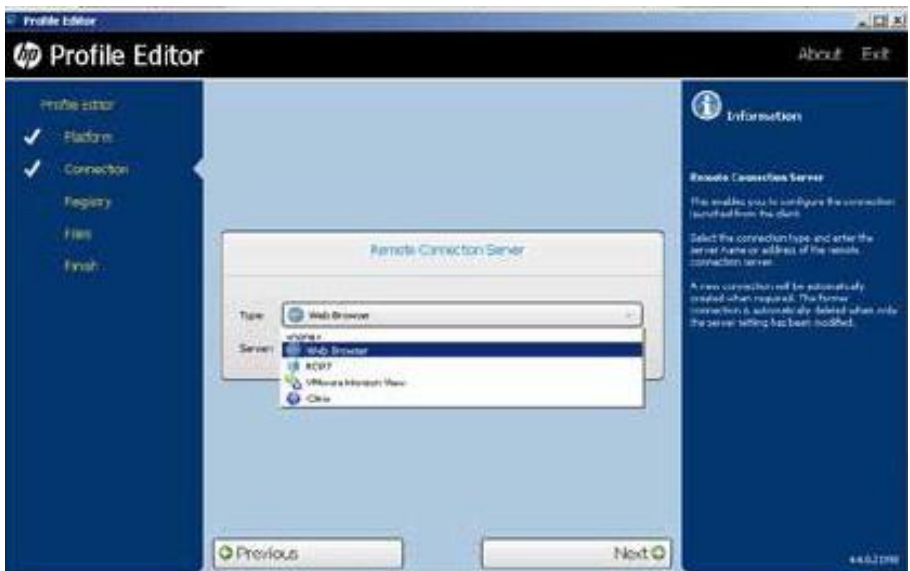 Profile Editor
hp Profile Editor
About Exit
Profile Editor
Platform
Connection
Registry
Files
Finish
Remote Connection Server
Type:
Web Browser
Server:
<none>
Web Browser
RDP7
VMware Horizon View
Citrix
Previous
Next
Information
Remote Connection Server
This enables you to configure the connection
launched from the client.
Select the connection type and enter the
server name or address of the remote
connection server.
A new connection will be automatically
created when required. The former
connection is automatically deleted when only
the server setting has been modified.